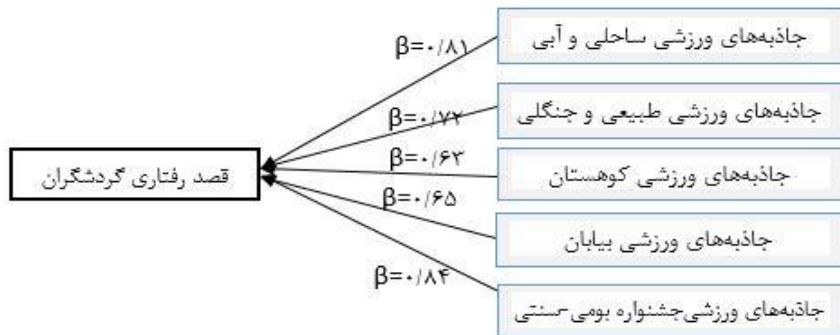 جاذبه‌های ورزشی ساحلی و آبی
β=۰/۸۱
جاذبه‌های ورزشی طبیعی و جنگلی
β=۰/۷۲
جاذبه‌های ورزشی کوهستان
β=۰/۶۳
قصد رفتاری گردشگران
β=۰/۶۵
جاذبه‌های ورزشی بیابان
β=۰/۸۴
جاذبه‌های ورزشی‌جشنواره بومی-سنتی